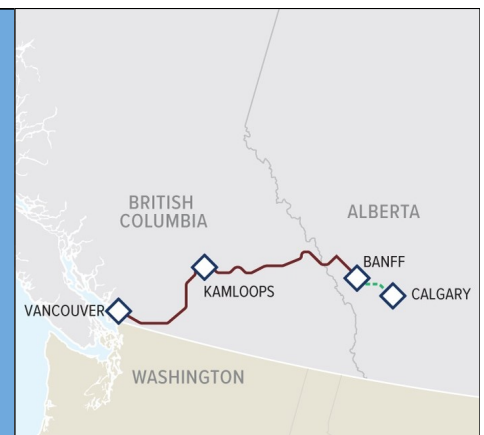 BRITISH
COLUMBIA
ALBERTA
BANFF
KAMLOOPS
CALGARY
VANCOUVER
WASHINGTON